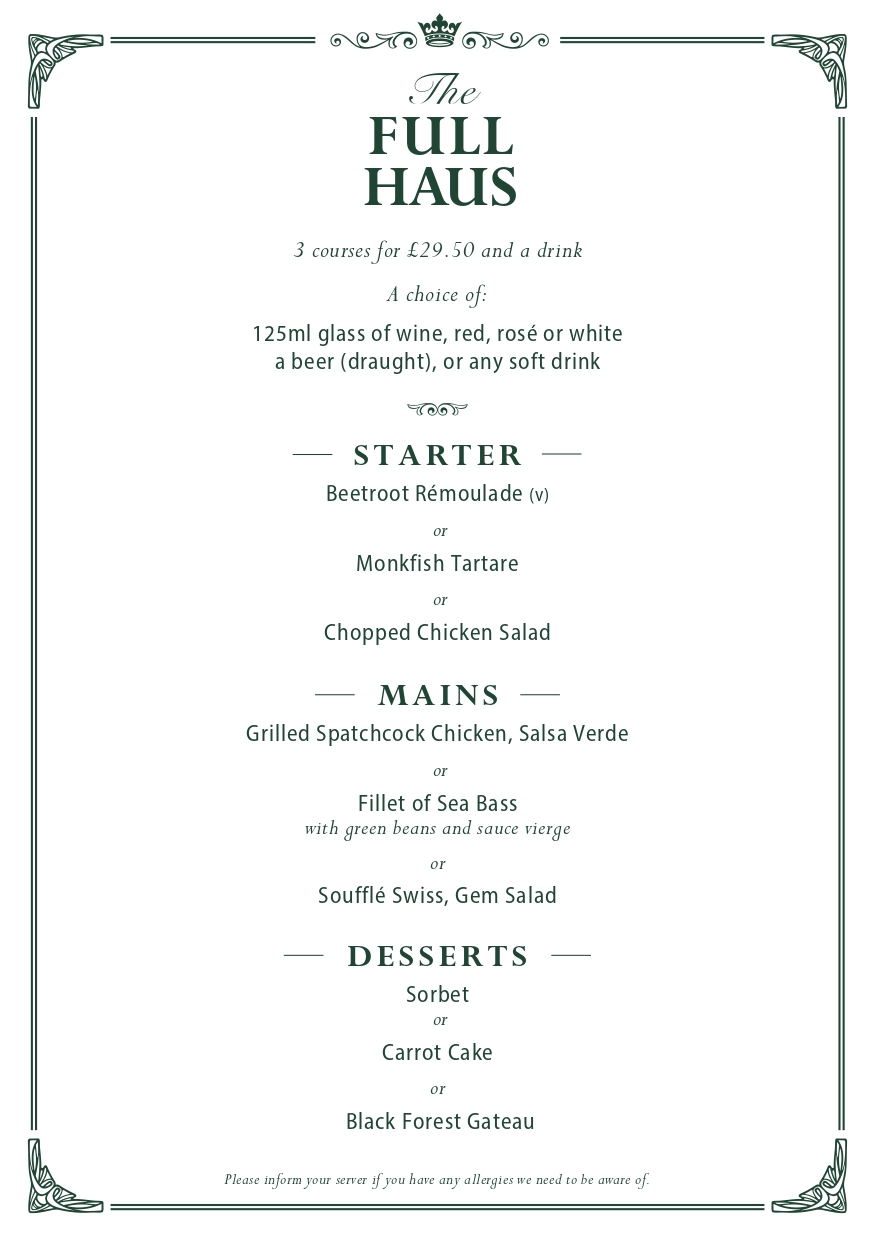 The
FULL
HAUS
3 courses for £29.50 and a drink
A choice of:
125ml glass of wine, red, rosé or white
a beer (draught), or any soft drink
STARTER
Beetroot Rémoulade (v)
or
Monkfish Tartare
or
Chopped Chicken Salad
MAINS
Grilled Spatchcock Chicken, Salsa Verde
or
Fillet of Sea Bass
with green beans and sauce vierge
or
Soufflé Swiss, Gem Salad
DESSERTS
Sorbet
or
Carrot Cake
or
Black Forest Gateau
Please inform your server if you have any allergies we need to be aware of.